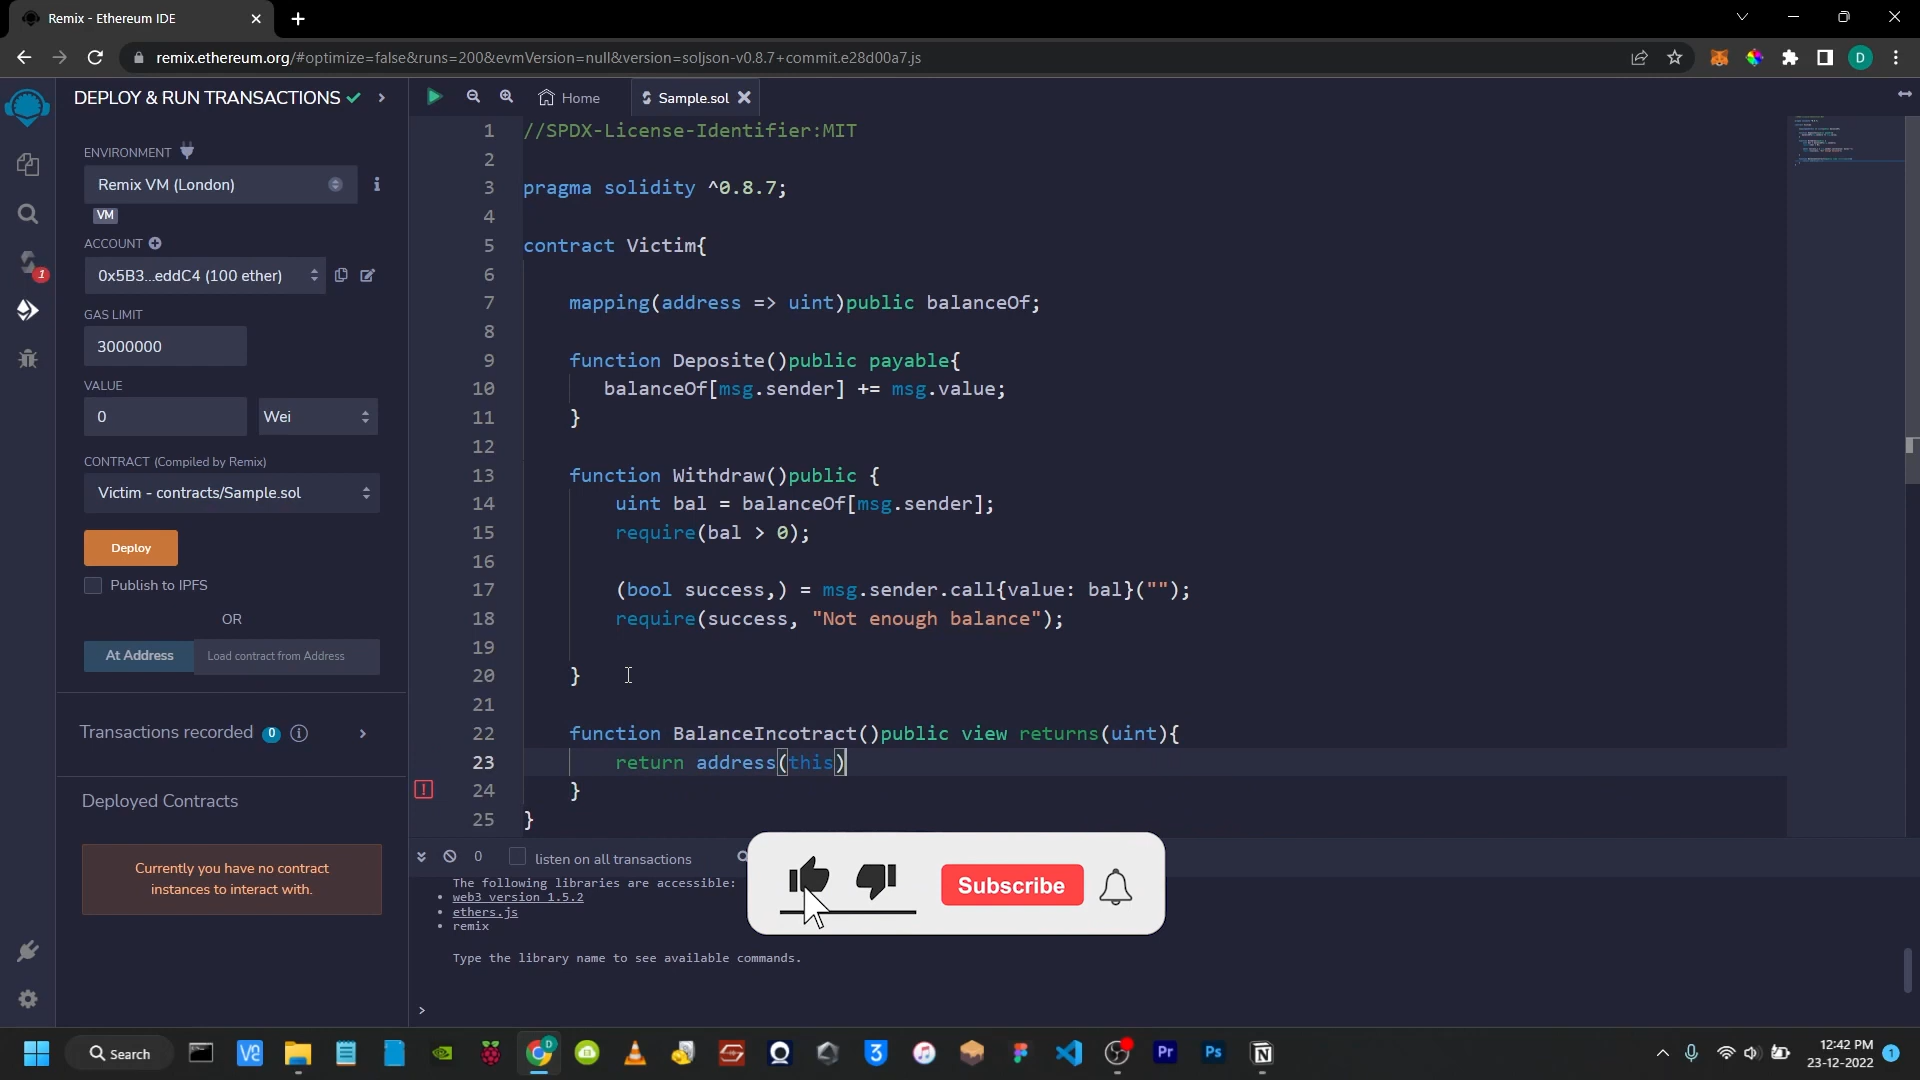 Remix - Ethereum IDE
remix.ethereum.org/#optimize=false&runs=200&evmVersion=null&version=soljson-v0.8.7+commit.e28d00a7.js
D
DEPLOY & RUN TRANSACTIONS
ENVIRONMENT
Remix VM (London)
VM
ACCOUNT
0x5B3...eddC4 (100 ether)
GAS LIMIT
3000000
VALUE
0
Wei
CONTRACT (Compiled by Remix)
Victim - contracts/Sample.sol
Deploy
Publish to IPFS
OR
At Address
Load contract from Address
Transactions recorded 0 i
Deployed Contracts
Currently you have no contract
instances to interact with.
1
Home
Sample.sol
1 //SPDX-License-Identifier:MIT
2
3 pragma solidity ^0.8.7;
4
5 contract Victim{
6
7 mapping(address => uint)public balanceOf;
8
9 function Deposite()public payable{
10 balanceOf[msg.sender] += msg.value;
11 }
12
13 function Withdraw()public {
14 uint bal = balanceOf[msg.sender];
15 require(bal > 0);
16
17 (bool success,) = msg.sender.call{value: bal}("");
18 require(success, "Not enough balance");
19
20 }
21
22 function BalanceIncotract()public view returns(uint){
23 return address(this)
24 }
25 }
0
listen on all transactions
The following libraries are accessible:
• web3 version 1.5.2
• ethers.js
• remix
Type the library name to see available commands.
>
Subscribe
Search
D
3
Pr
Ps
12:42 PM
23-12-2022
1